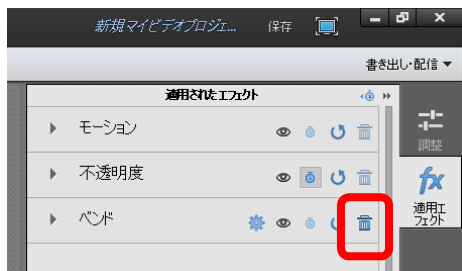 新規マイビデオプロジェ...
保存
書き出し・配信
適用されたエフェクト
モーション
不透明度
ベンド
調整
fx
適用エ
フェクト